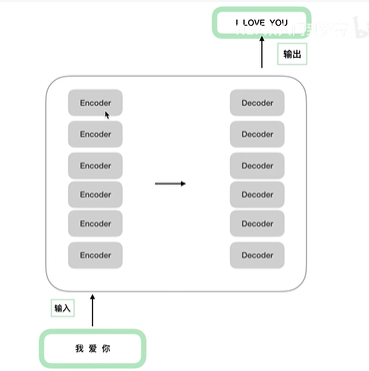 I LOVE YOU
输出
Encoder
Decoder
Encoder
Decoder
Encoder
Decoder
Encoder
Decoder
Encoder
Decoder
Encoder
Decoder
输入
我 爱 你